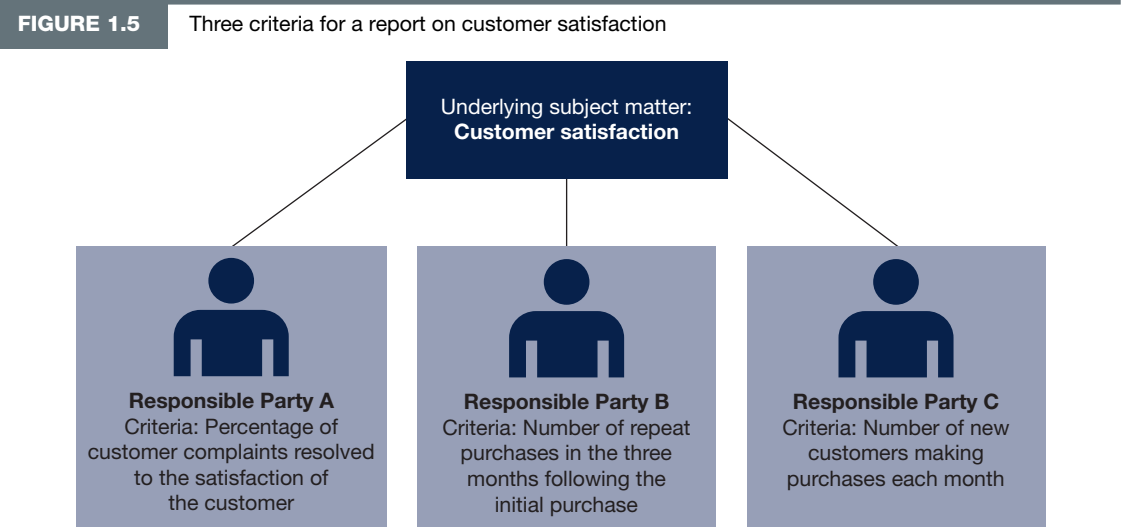 FIGURE 1.5
Three criteria for a report on customer satisfaction
Underlying subject matter:
Customer satisfaction
Responsible Party A
Criteria: Percentage of
customer complaints resolved
to the satisfaction of
the customer
Responsible Party B
Criteria: Number of repeat
purchases in the three
months following the
initial purchase
Responsible Party C
Criteria: Number of new
customers making
purchases each month